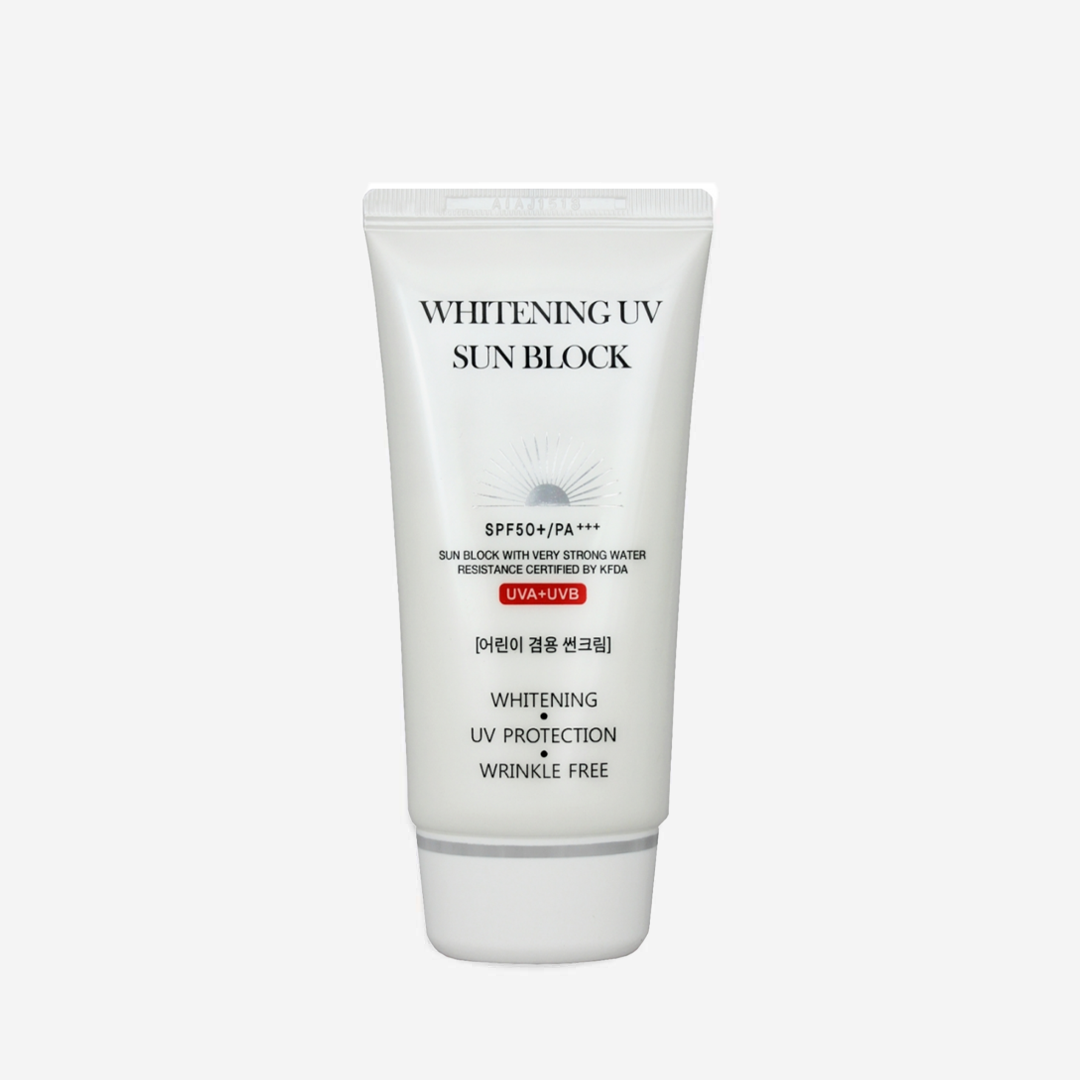 WHITENING UV
SUN BLOCK
SPF50+/PA+++
SUN BLOCK WITH VERY STRONG WATER
RESISTANCE CERTIFIED BY KFDA
UVA+UVB
[어린이 겸용 썬크림]
WHITENING
•
UV PROTECTION
•
WRINKLE FREE